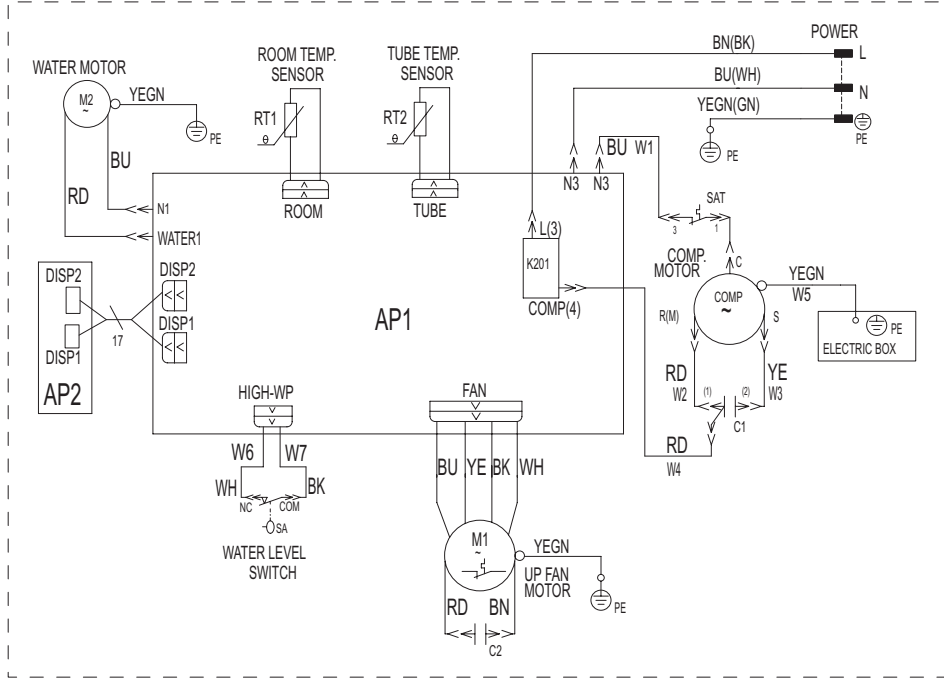 POWER
BN(BK)
L
ROOM TEMP.
SENSOR
TUBE TEMP.
SENSOR
WATER MOTOR
M2
~
YEGN
PE
BU(WH)
N
YEGN(GN)
PE
PE
RT1
θ
RT2
θ
BU
W1
BU
RD
N3
N3
SAT
3
1
ROOM
TUBE
N1
WATER1
L(3)
K201
COMP(4)
COMP.
MOTOR
C
COMP
~
R(M)
S
YEGN
W5
PE
ELECTRIC BOX
DISP2
DISP1
AP2
17
DISP2
DISP1
AP1
RD
W2
(1)
(2)
YE
W3
C1
RD
W4
HIGH-WP
FAN
W6
W7
WH
BK
NC
COM
SA
WATER LEVEL
SWITCH
BU
YE
BK
WH
M1
~
YEGN
UP FAN
MOTOR
PE
RD
BN
C2